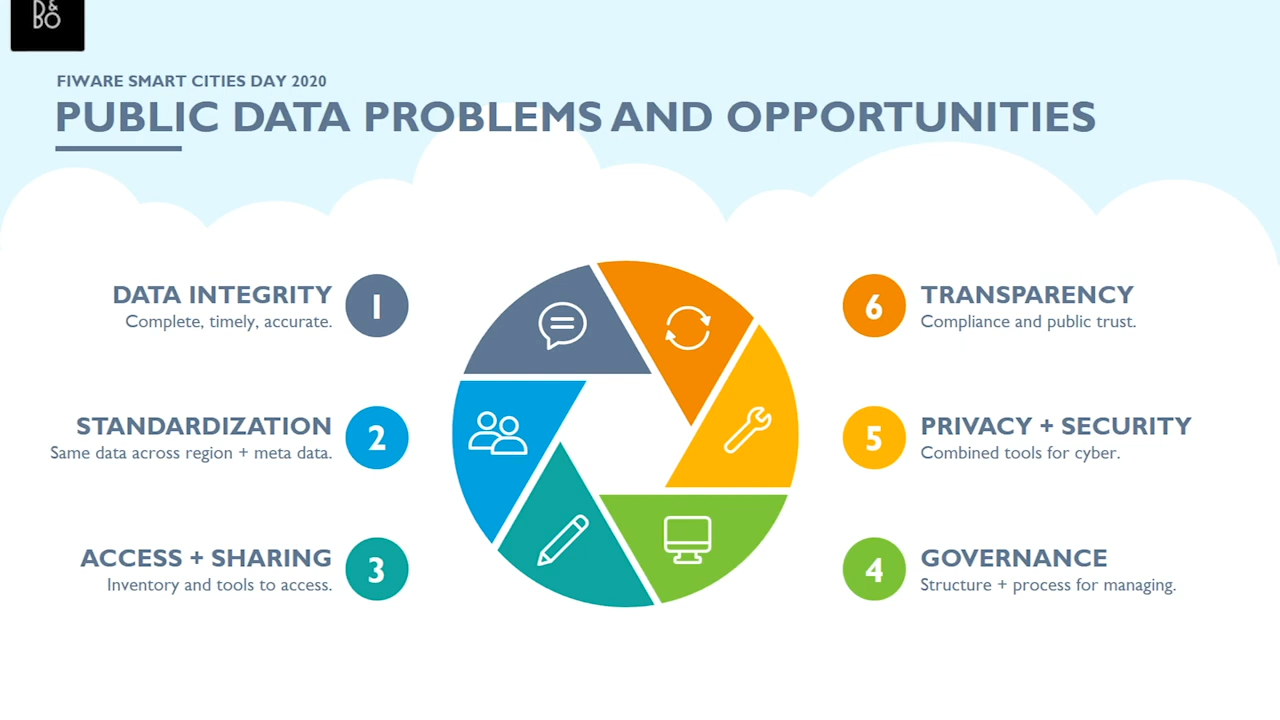 B&
BO
FIWARE SMART CITIES DAY 2020
PUBLIC DATA PROBLEMS AND OPPORTUNITIES
DATA INTEGRITY
Complete, timely, accurate.
1
STANDARDIZATION
Same data across region + meta data.
2
ACCESS + SHARING
Inventory and tools to access.
3
6
TRANSPARENCY
Compliance and public trust.
5
PRIVACY + SECURITY
Combined tools for cyber.
4
GOVERNANCE
Structure + process for managing.